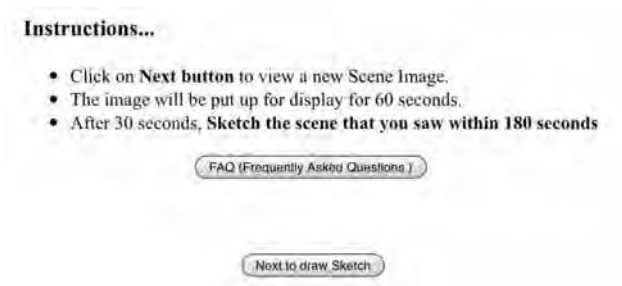 Instructions...
• Click on Next button to view a new Scene Image.
• The image will be put up for display for 60 seconds.
• After 30 seconds, Sketch the scene that you saw within 180 seconds
FAQ (Frequently Asked Questions )
Next to draw Sketch